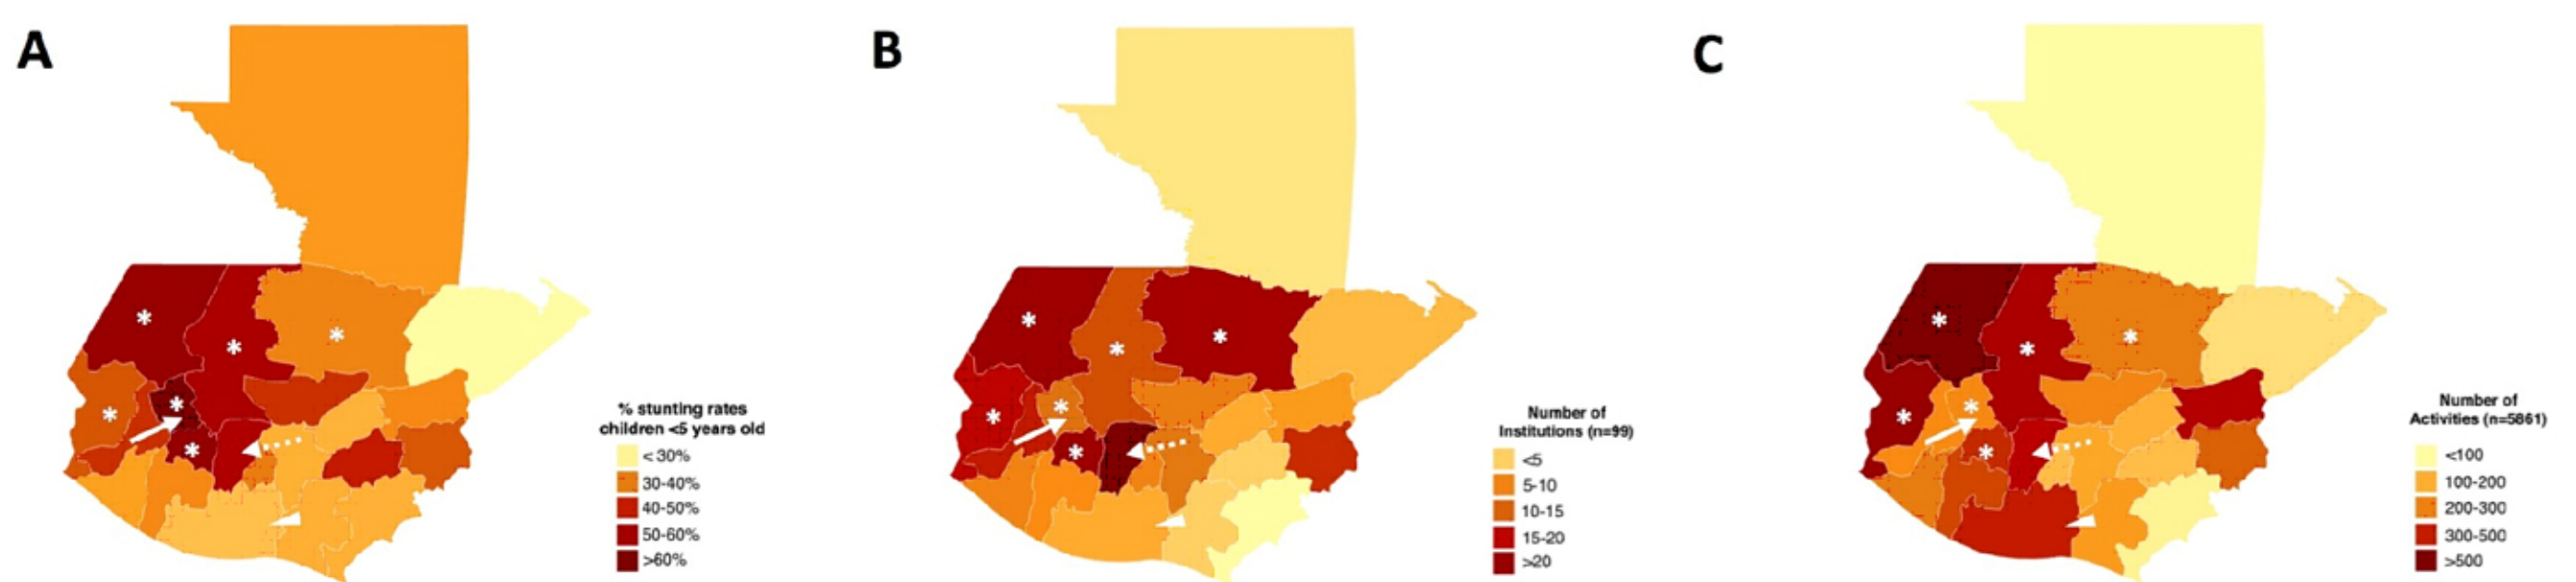 A
% stunting rates
children <5 years old
< 30%
30-40%
40-50%
50-60%
>60%
B
Number of
Institutions (n=99)
<5
5-10
10-15
15-20
>20
C
Number of
Activities (n=5861)
<100
100-200
200-300
300-500
>500